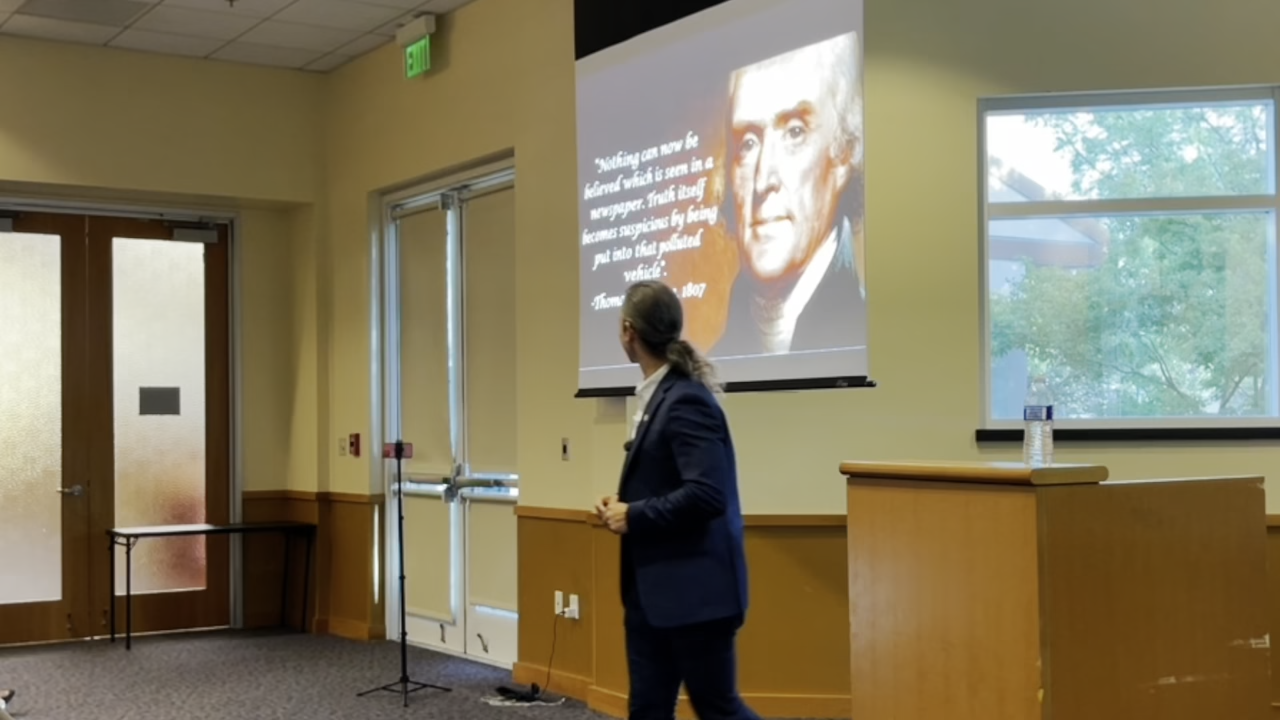 EXIT
"Nothing can now be
believed which is seen in a
newspaper. Truth itself
becomes suspicious by being
put into that polluted
vehicle".
1807